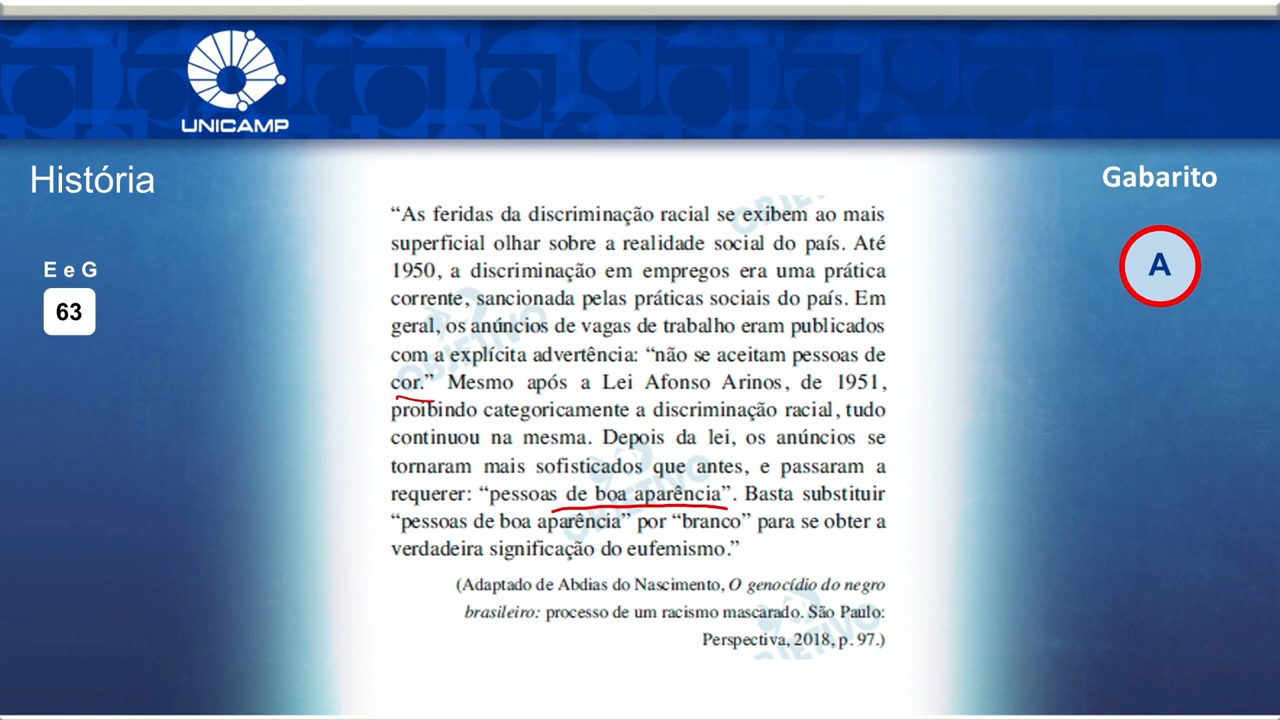 UNICAMP
História
Gabarito
E e G
63
A
“As feridas da discriminação racial se exibem ao mais
superficial olhar sobre a realidade social do país. Até
1950, a discriminação em empregos era uma prática
corrente, sancionada pelas práticas sociais do país. Em
geral, os anúncios de vagas de trabalho eram publicados
com a explícita advertência: “não se aceitam pessoas de
cor.” Mesmo após a Lei Afonso Arinos, de 1951,
proibindo categoricamente a discriminação racial, tudo
continuou na mesma. Depois da lei, os anúncios se
tornaram mais sofisticados que antes, e passaram a
requerer: “pessoas de boa aparência”. Basta substituir
“pessoas de boa aparência” por “branco” para se obter a
verdadeira significação do eufemismo.”
(Adaptado de Abdias do Nascimento, O genocídio do negro
brasileiro: processo de um racismo mascarado. São Paulo:
Perspectiva, 2018, p. 97.)
OBJETIVO
OBJETIVO